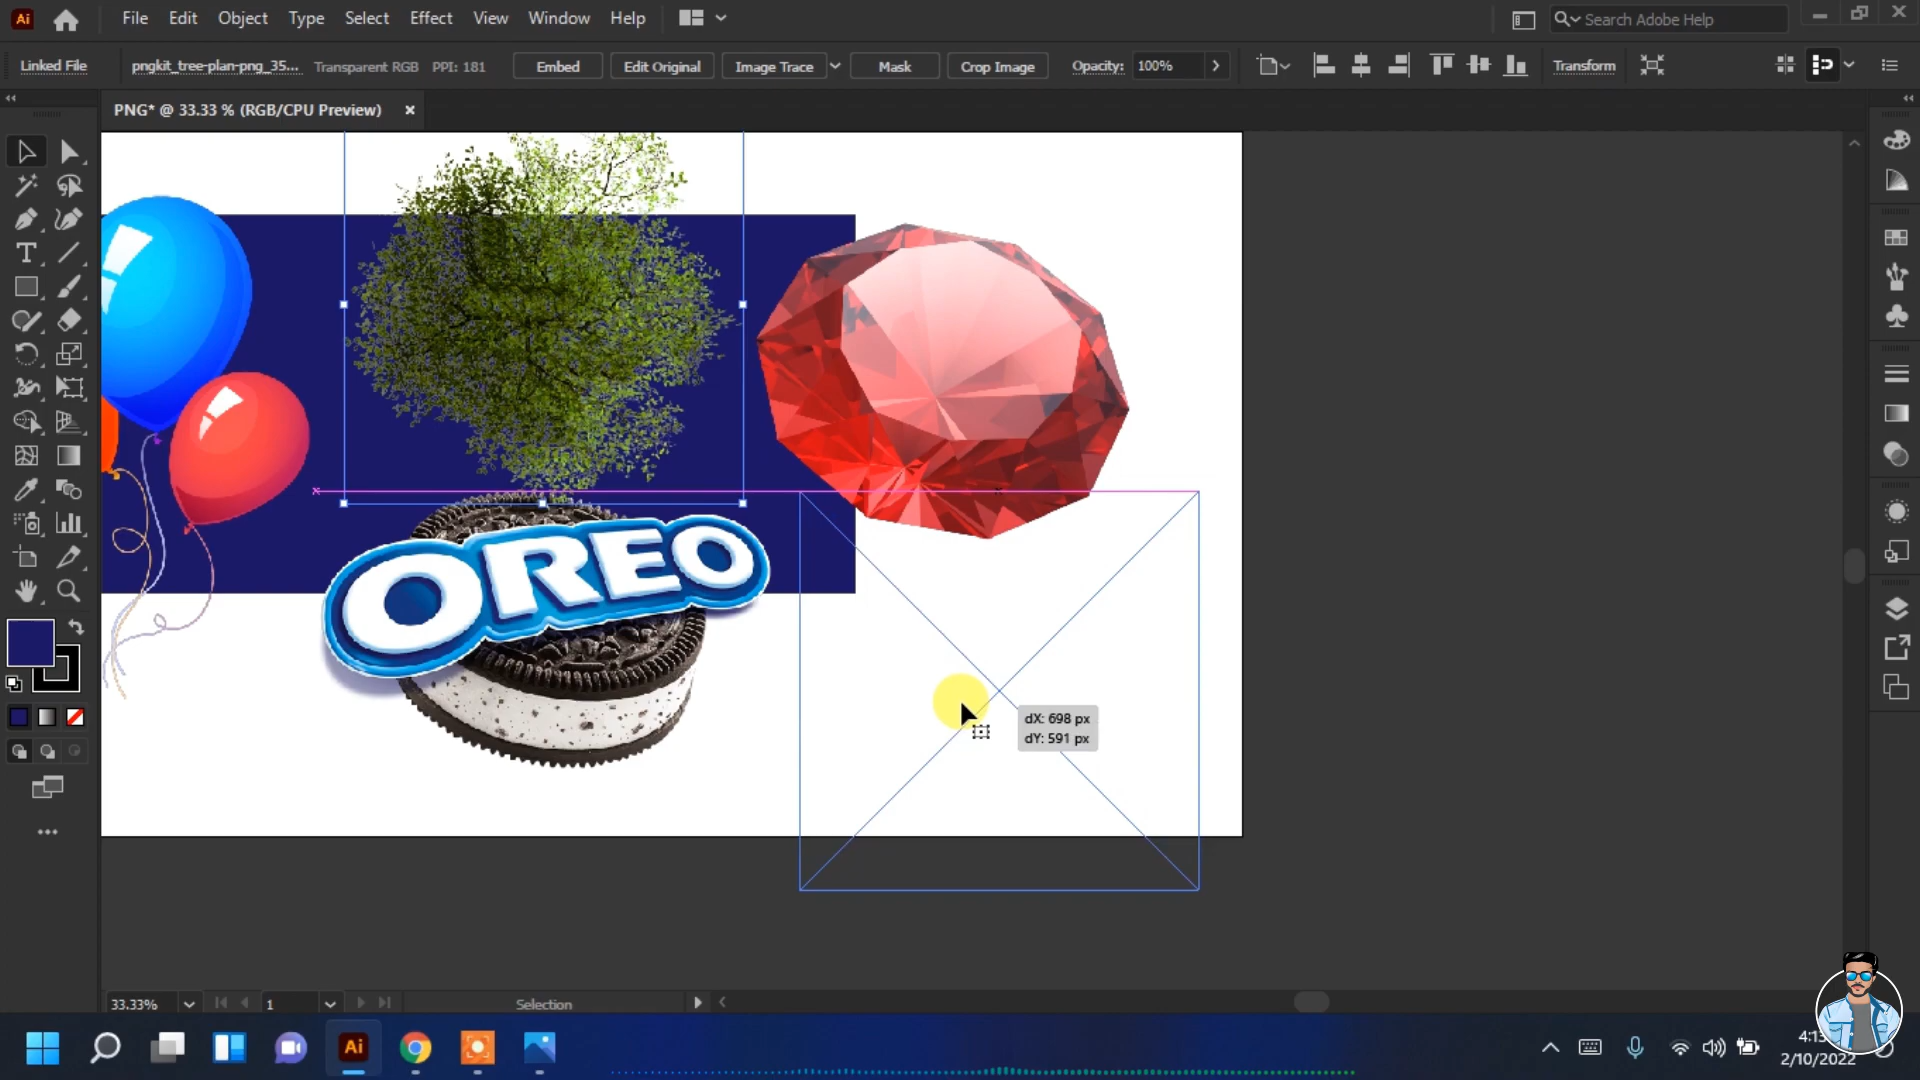 Ai File Edit Object Type Select Effect View Window Help Search Adobe Help
Linked File pngkit_tree-plan-png_35... Transparent RGB PPI: 181 Embed Edit Original Image Trace Mask Crop Image Opacity: 100% Transform
PNG* @ 33.33 % (RGB/CPU Preview)
T
OREO
dX: 698 px
dY: 591 px
33.33% 1 Selection
Ai
2/10/2022